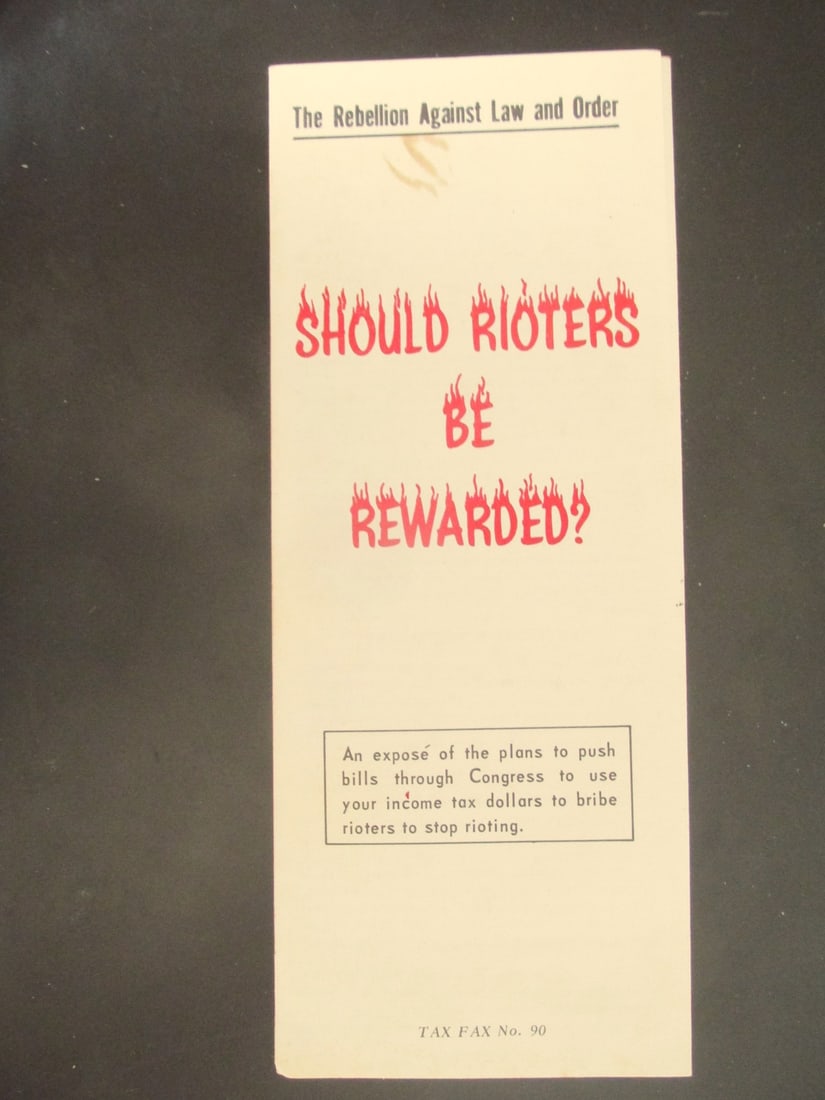 The Rebellion Against Law and Order
SHOULD RIOTERS
BE
REWARDED?
An exposé of the plans to push
bills through Congress to use
your income tax dollars to bribe
rioters to stop rioting.
TAX FAX No. 90